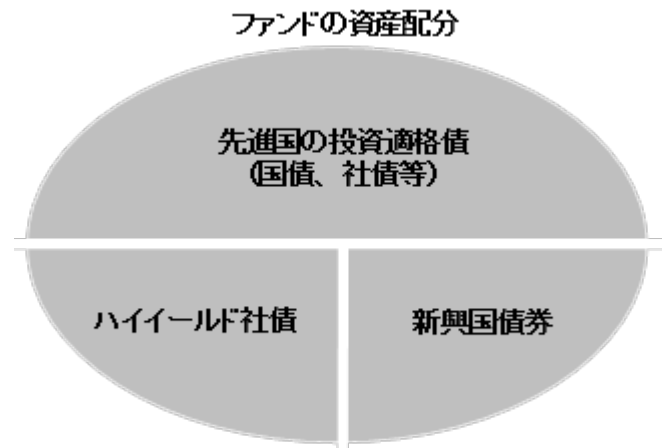 ファンドの資産配分
先進国の投資適格債
(国債、社債等)
ハイイールド社債
新興国債券